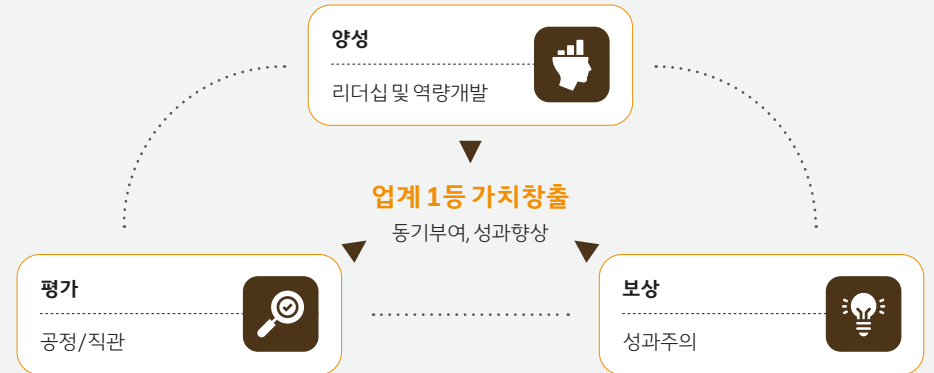 양성
리더십 및 역량개발
업계 1등 가치창출
동기부여, 성과향상
평가
공정/직관
보상
성과주의